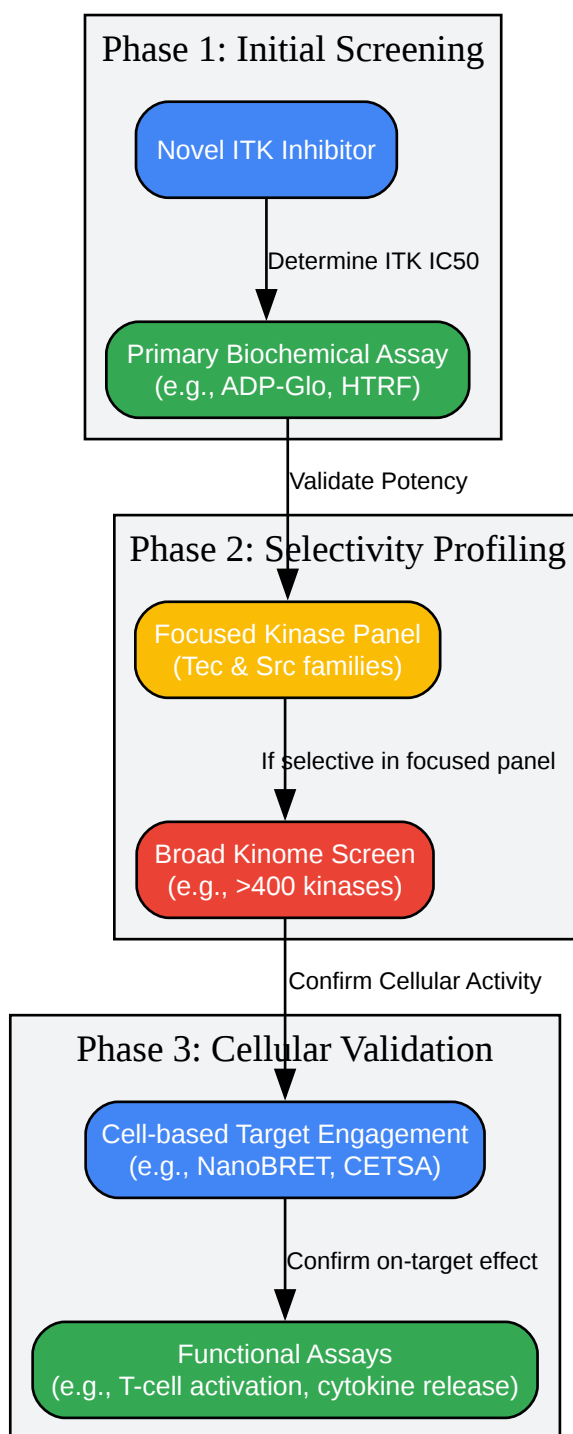 Phase 1: Initial Screening
Novel ITK Inhibitor
Determine ITK IC50
Primary Biochemical Assay
(e.g., ADP-Glo, HTRF)
Validate Potency
Phase 2: Selectivity Profiling
Focused Kinase Panel
(Tec & Src families)
If selective in focused panel
Broad Kinome Screen
(e.g., >400 kinases)
Confirm Cellular Activity
Phase 3: Cellular Validation
Cell-based Target Engagement
(e.g., NanoBRET, CETSA)
Confirm on-target effect
Functional Assays
(e.g., T-cell activation, cytokine release)